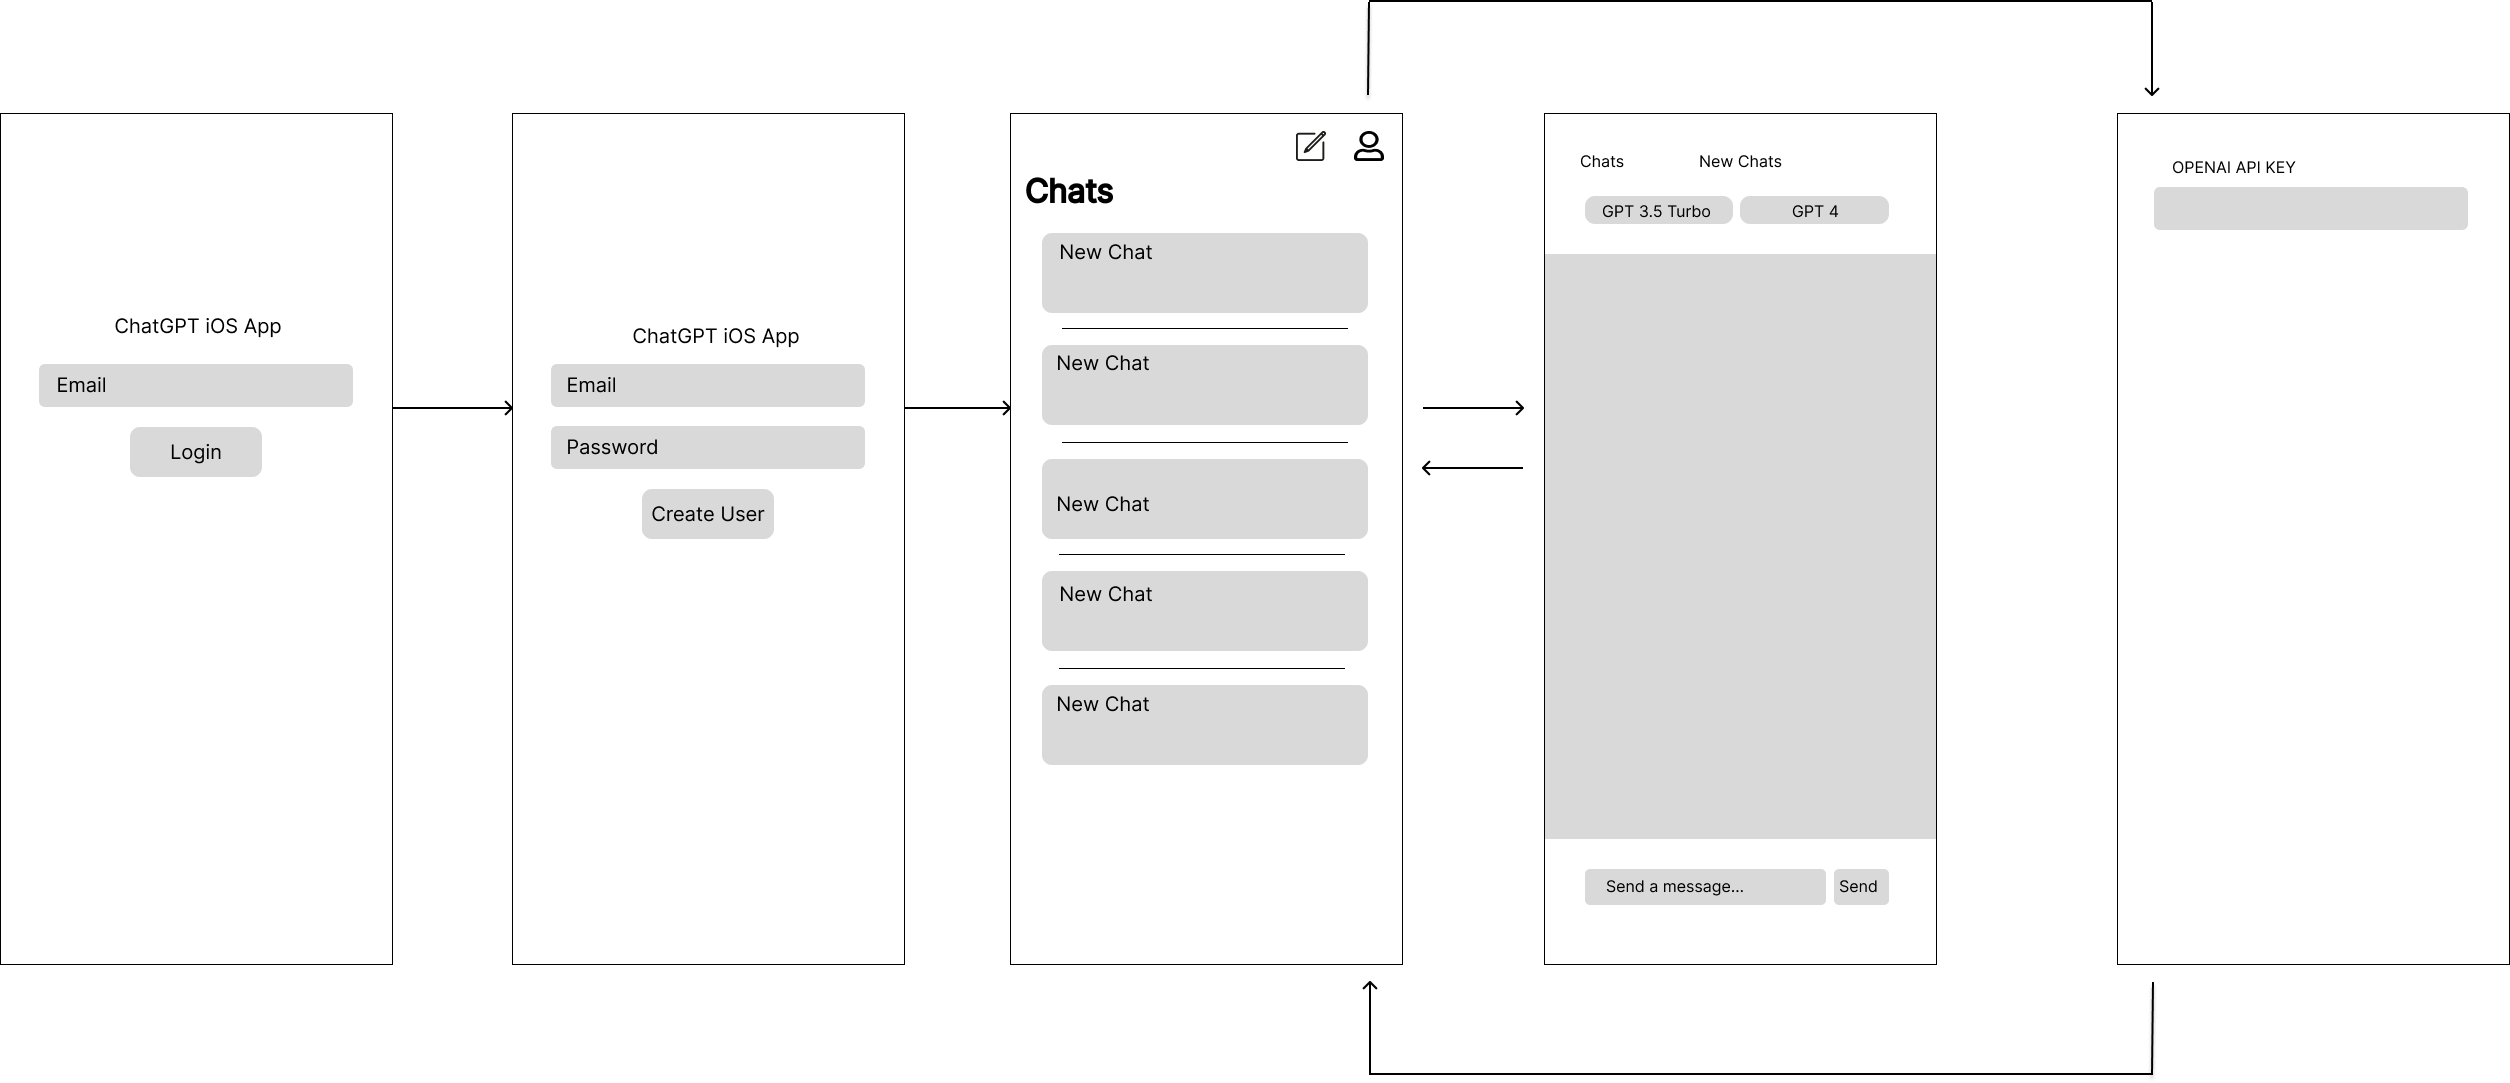 ChatGPT iOS App
Email
Login
ChatGPT iOS App
Email
Password
Create User
Chats
New Chat
New Chat
New Chat
New Chat
New Chat
Chats
New Chats
GPT 3.5 Turbo
GPT 4
Send a message...
Send
OPENAI API KEY